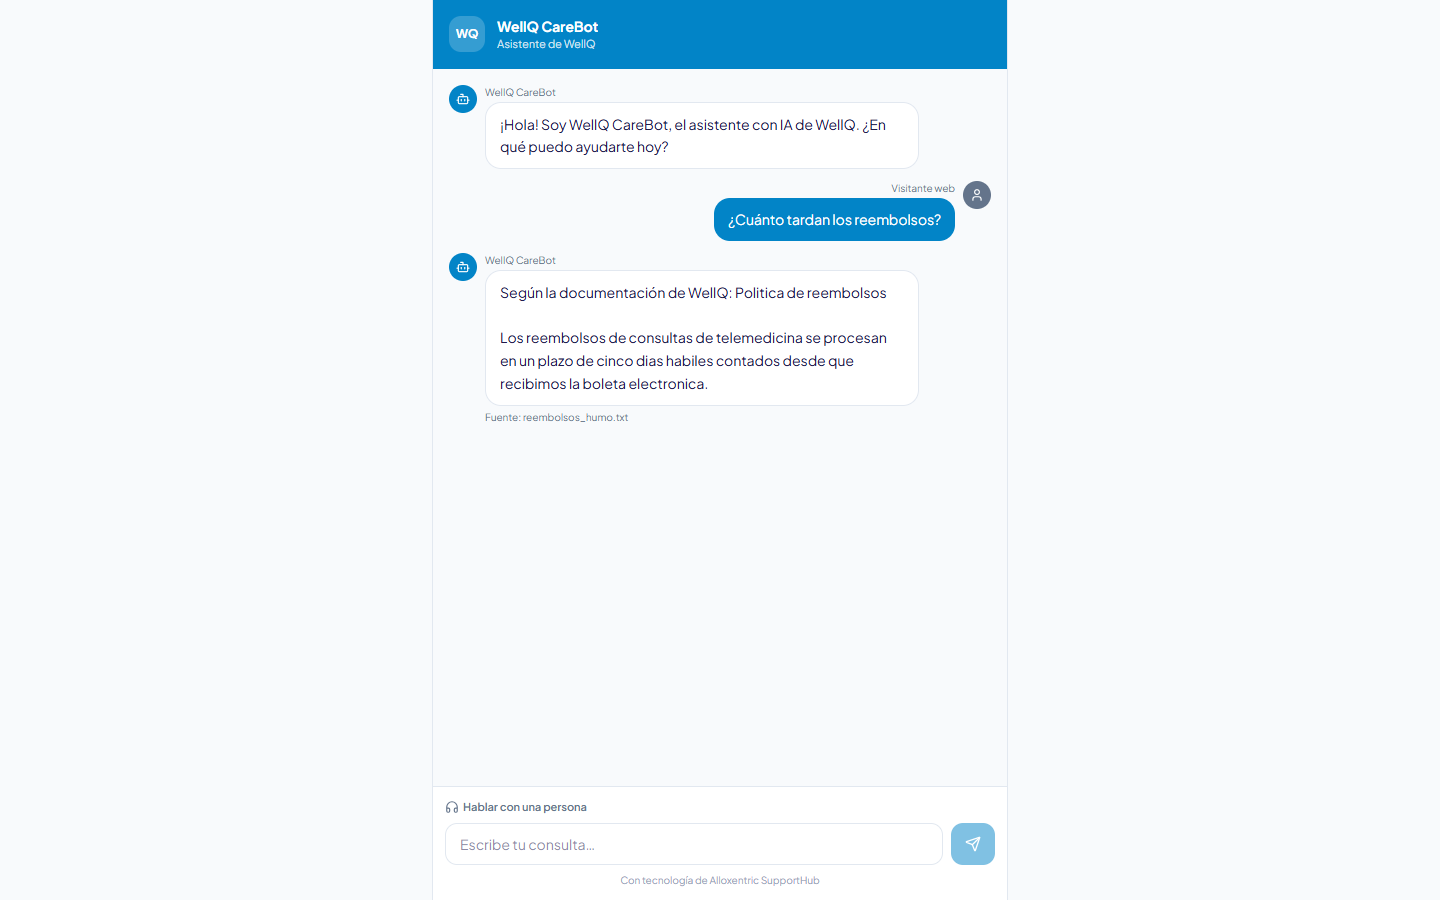 WQ
WellQ CareBot
Asistente de WellQ
WellQ CareBot
¡Hola! Soy WellQ CareBot, el asistente con IA de WellQ. ¿En
qué puedo ayudarte hoy?
Visitante web
¿Cuánto tardan los reembolsos?
WellQ CareBot
Según la documentación de WellQ: Politica de reembolsos
Los reembolsos de consultas de telemedicina se procesan
en un plazo de cinco dias habiles contados desde que
recibimos la boleta electronica.
Fuente: reembolsos_humo.txt
Hablar con una persona
Escribe tu consulta...
Con tecnología de Alloxentric SupportHub